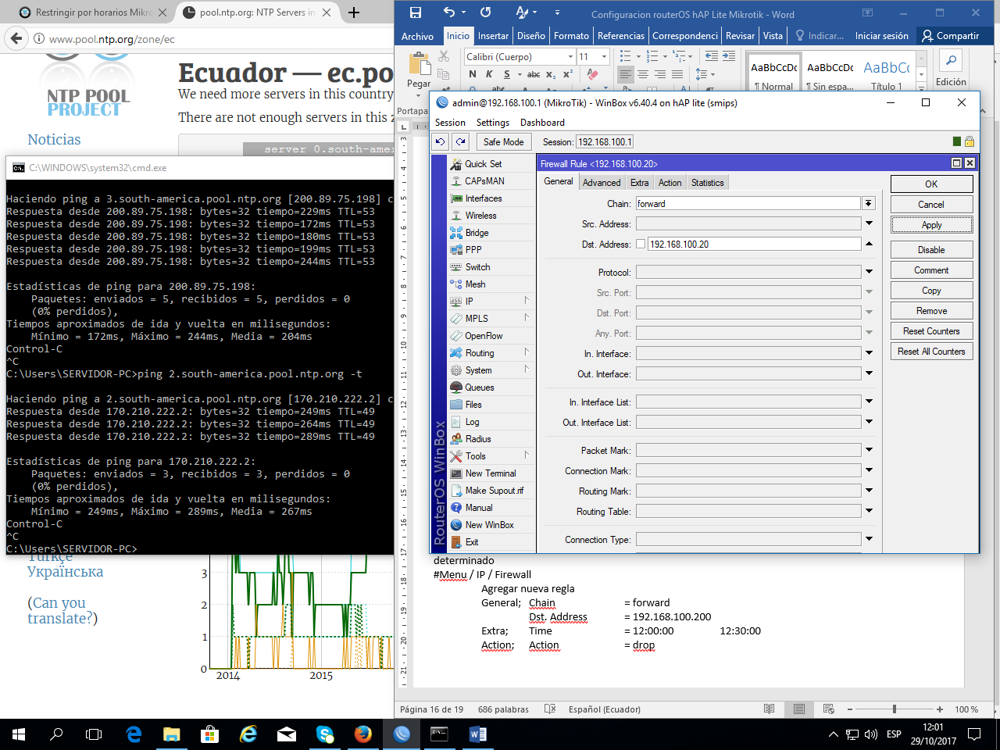 Restringir por horarios Mikro
pool.ntp.org: NTP Servers in
www.pool.ntp.org/zone/ec
NTP POOL
PROJECT
Noticias
Ecuador — ec.po
We need more servers in this country
There are not enough servers in this z
server 0.south-amer
C:\WINDOWS\system32\cmd.exe
Haciendo ping a 3.south-america.pool.ntp.org [200.89.75.198] c
Respuesta desde 200.89.75.198: bytes=32 tiempo=229ms TTL=53
Respuesta desde 200.89.75.198: bytes=32 tiempo=172ms TTL=53
Respuesta desde 200.89.75.198: bytes=32 tiempo=180ms TTL=53
Respuesta desde 200.89.75.198: bytes=32 tiempo=199ms TTL=53
Respuesta desde 200.89.75.198: bytes=32 tiempo=244ms TTL=53
Estadísticas de ping para 200.89.75.198:
Paquetes: enviados = 5, recibidos = 5, perdidos = 0
(0% perdidos),
Tiempos aproximados de ida y vuelta en milisegundos:
Mínimo = 172ms, Máximo = 244ms, Media = 204ms
Control-C
^C
C:\Users\SERVIDOR-PC>ping 2.south-america.pool.ntp.org -t
Haciendo ping a 2.south-america.pool.ntp.org [170.210.222.2] c
Respuesta desde 170.210.222.2: bytes=32 tiempo=249ms TTL=49
Respuesta desde 170.210.222.2: bytes=32 tiempo=264ms TTL=49
Respuesta desde 170.210.222.2: bytes=32 tiempo=289ms TTL=49
Estadísticas de ping para 170.210.222.2:
Paquetes: enviados = 3, recibidos = 3, perdidos = 0
(0% perdidos),
Tiempos aproximados de ida y vuelta en milisegundos:
Mínimo = 249ms, Máximo = 289ms, Media = 267ms
Control-C
^C
C:\Users\SERVIDOR-PC>
Türkçe
Українська
(Can you
translate?)
3
2
1
0
2014
2015
Configuracion routerOS hAP Lite Mikrotik - Word
Archivo Inicio Insertar Diseño Formato Referencias Correspondenci Revisar Vista Indicar... Iniciar sesión Compartir
Pegar
Portapa
Calibri (Cuerpo) 11
N K S abc x₂ x²
AaBbCcDc AaBbCcDc AaBbCc
¶ Normal ¶ Sin espa... Título 1
Edición
admin@192.168.100.1 (MikroTik) - WinBox v6.40.4 on hAP lite (smips)
Session Settings Dashboard
Safe Mode Session: 192.168.100.1
RouterOS WinBox
Quick Set
CAPsMAN
Interfaces
Wireless
Bridge
PPP
Switch
Mesh
IP
MPLS
OpenFlow
Routing
System
Queues
Files
Log
Radius
Tools
New Terminal
Make Supout.rif
Manual
New WinBox
Exit
Firewall Rule <192.168.100.20>
General Advanced Extra Action Statistics
Chain: forward
Src. Address:
Dst. Address: 192.168.100.20
Protocol:
Src. Port:
Dst. Port:
Any. Port:
In. Interface:
Out. Interface:
In. Interface List:
Out. Interface List:
Packet Mark:
Connection Mark:
Routing Mark:
Routing Table:
Connection Type:
OK
Cancel
Apply
Disable
Comment
Copy
Remove
Reset Counters
Reset All Counters
determinado
#Menu / IP / Firewall
Agregar nueva regla
General; Chain = forward
Dst. Address = 192.168.100.200
Extra; Time = 12:00:00 12:30:00
Action; Action = drop
Página 16 de 19 686 palabras Español (Ecuador) 100 %
ESP
12:01
29/10/2017